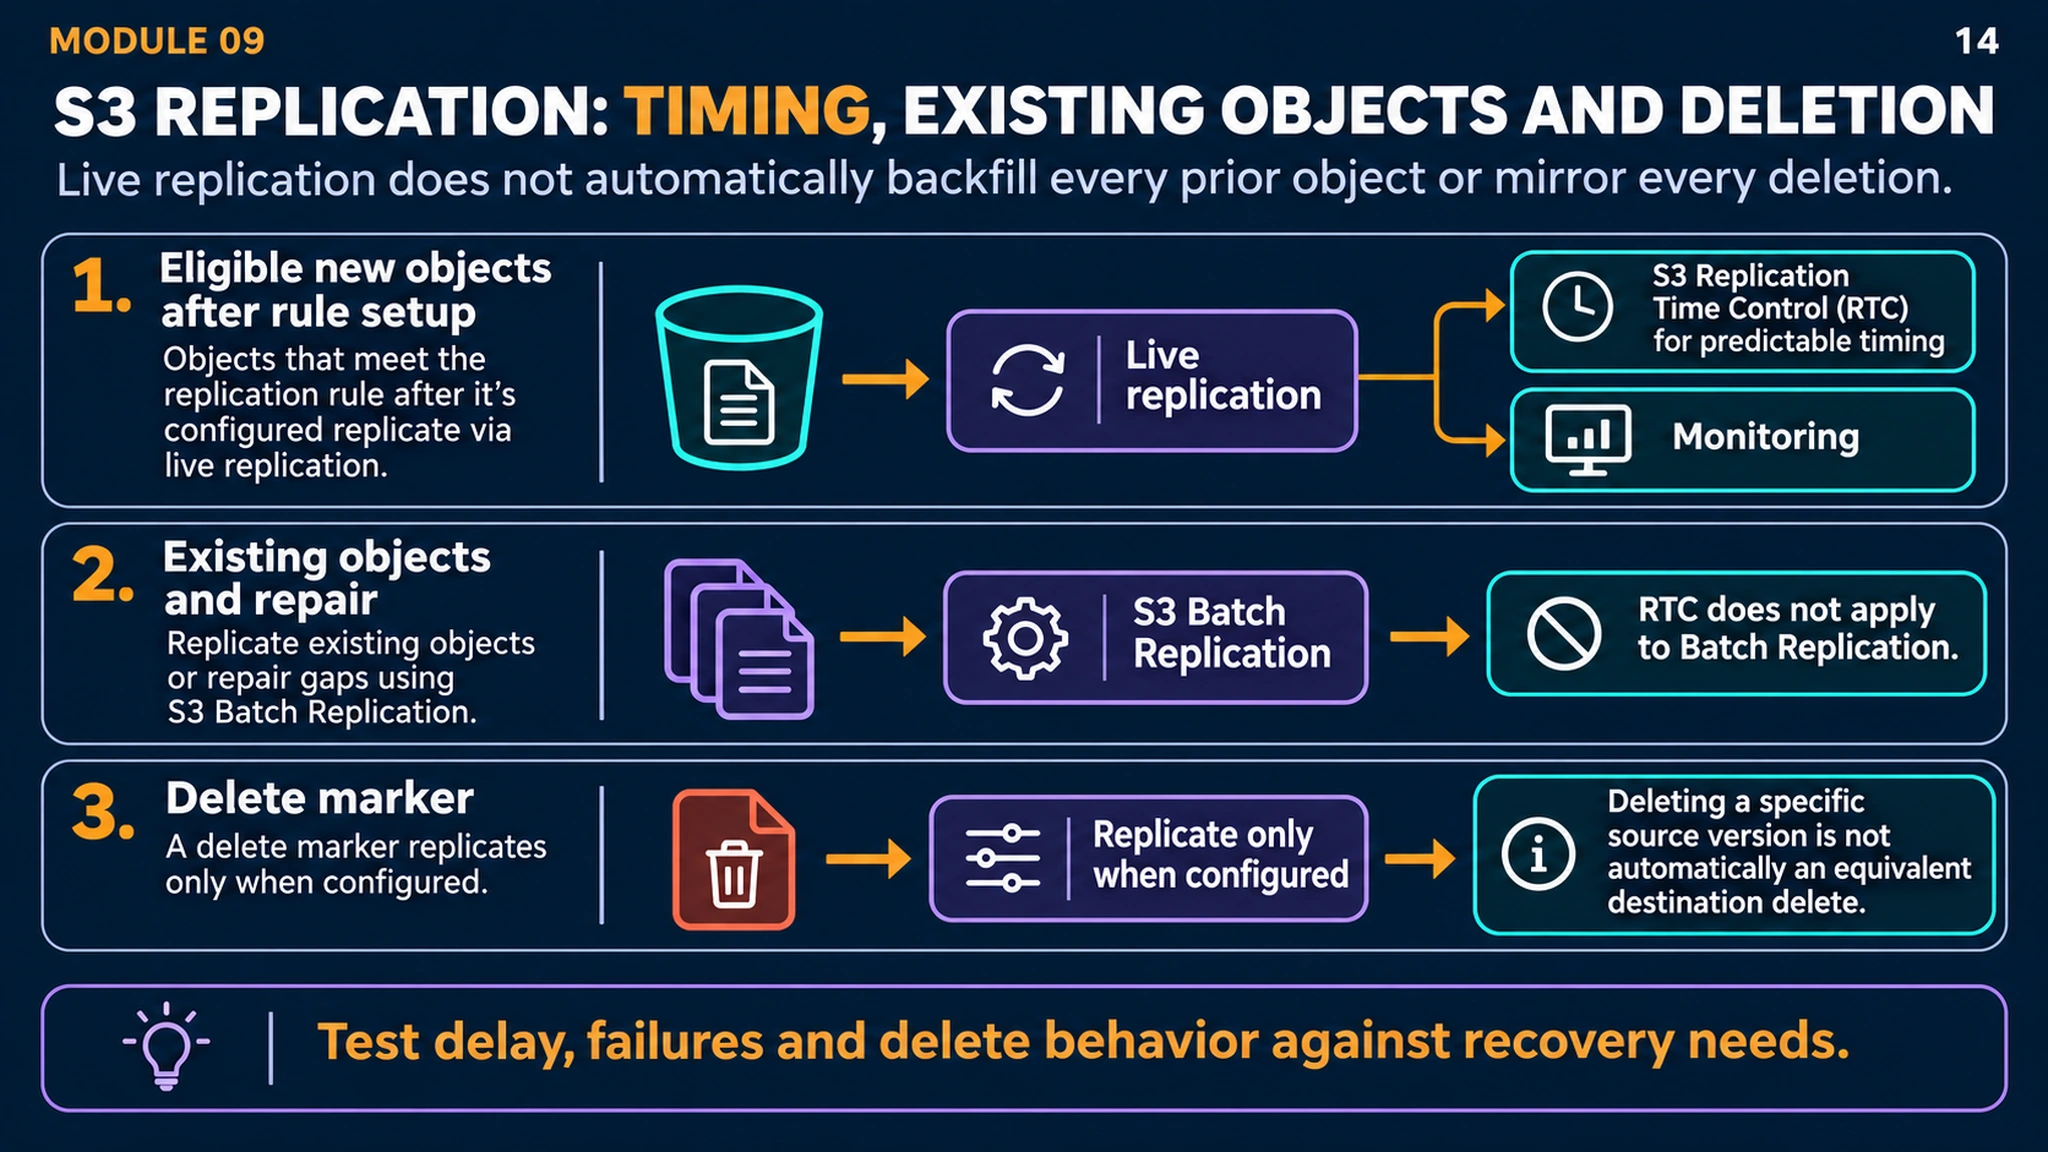 MODULE 09
14
S3 REPLICATION: TIMING, EXISTING OBJECTS AND DELETION
Live replication does not automatically backfill every prior object or mirror every deletion.
1.
Eligible new objects
after rule setup
Objects that meet the
replication rule after it's
configured replicate via
live replication.
Live
replication
S3 Replication
Time Control (RTC)
for predictable timing
Monitoring
2.
Existing objects
and repair
Replicate existing objects
or repair gaps using
S3 Batch Replication.
S3 Batch
Replication
RTC does not apply
to Batch Replication.
3.
Delete marker
A delete marker replicates
only when configured.
Replicate only
when configured
Deleting a specific
source version is not
automatically an equivalent
destination delete.
Test delay, failures and delete behavior against recovery needs.